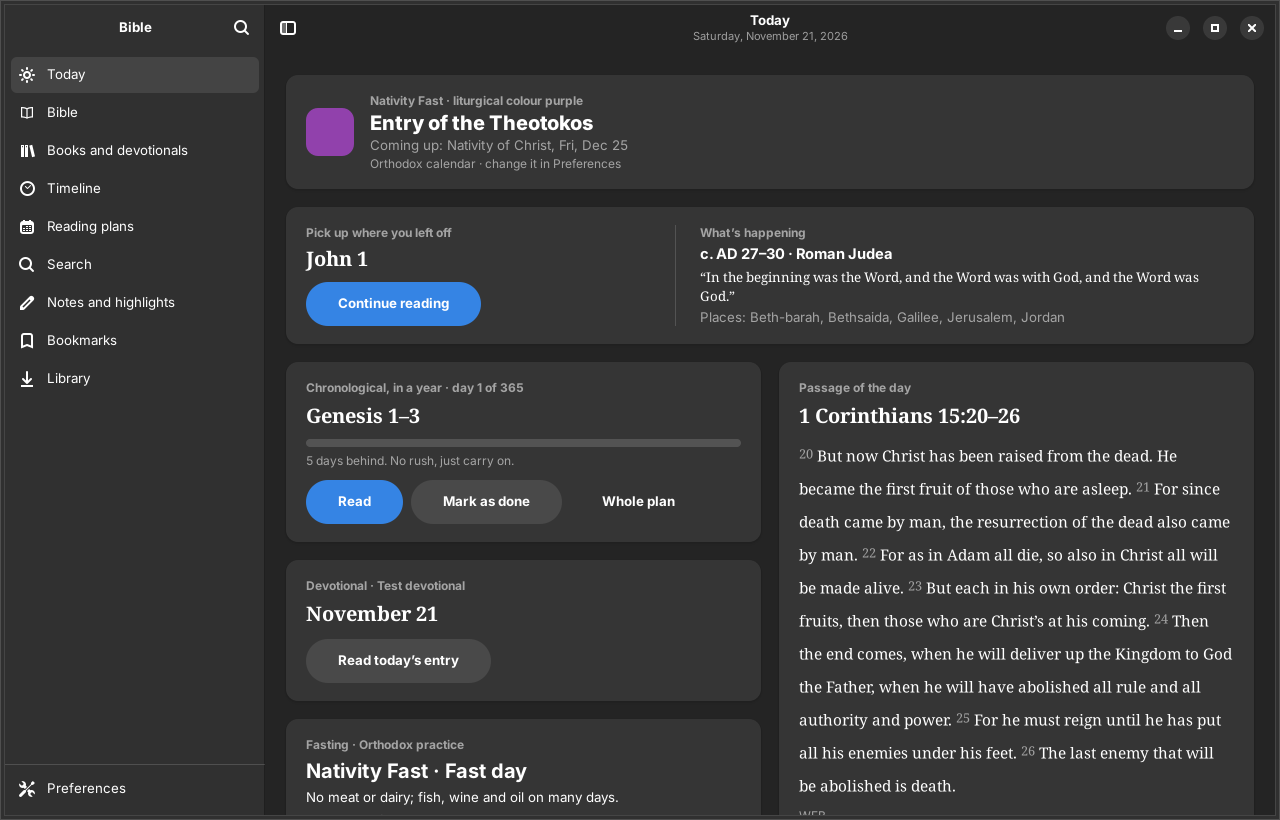 Bible
Today
Bible
Books and devotionals
Timeline
Reading plans
Search
Notes and highlights
Bookmarks
Library
Preferences
Today
Saturday, November 21, 2026
Nativity Fast · liturgical colour purple
Entry of the Theotokos
Coming up: Nativity of Christ, Fri, Dec 25
Orthodox calendar · change it in Preferences
Pick up where you left off
John 1
Continue reading
What’s happening
c. AD 27–30 · Roman Judea
“In the beginning was the Word, and the Word was with God, and the Word was
God.”
Places: Beth-barah, Bethsaida, Galilee, Jerusalem, Jordan
Chronological, in a year · day 1 of 365
Genesis 1–3
5 days behind. No rush, just carry on.
Read
Mark as done
Whole plan
Devotional · Test devotional
November 21
Read today’s entry
Fasting · Orthodox practice
Nativity Fast · Fast day
No meat or dairy; fish, wine and oil on many days.
Passage of the day
1 Corinthians 15:20–26
20 But now Christ has been raised from the dead. He
became the first fruit of those who are asleep. 21 For since
death came by man, the resurrection of the dead also came
by man. 22 For as in Adam all die, so also in Christ all will
be made alive. 23 But each in his own order: Christ the first
fruits, then those who are Christ’s at his coming. 24 Then
the end comes, when he will deliver up the Kingdom to God
the Father, when he will have abolished all rule and all
authority and power. 25 For he must reign until he has put
all his enemies under his feet. 26 The last enemy that will
be abolished is death.